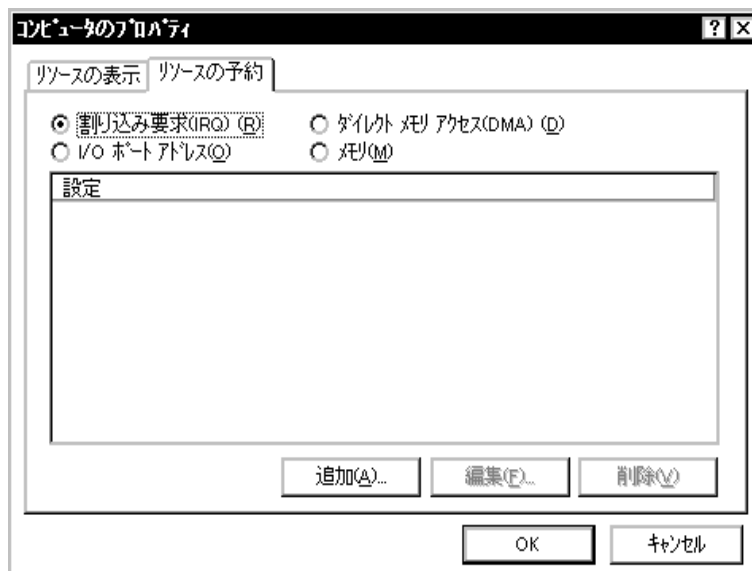 コンピュータのプロパティ
リソースの表示 リソースの予約
割り込み要求(IRQ) (R) ダイレクト メモリ アクセス(DMA) (D)
I/O ポート アドレス(O) メモリ(M)
設定
追加(A)... 編集(F)... 削除(V)
OK キャンセル